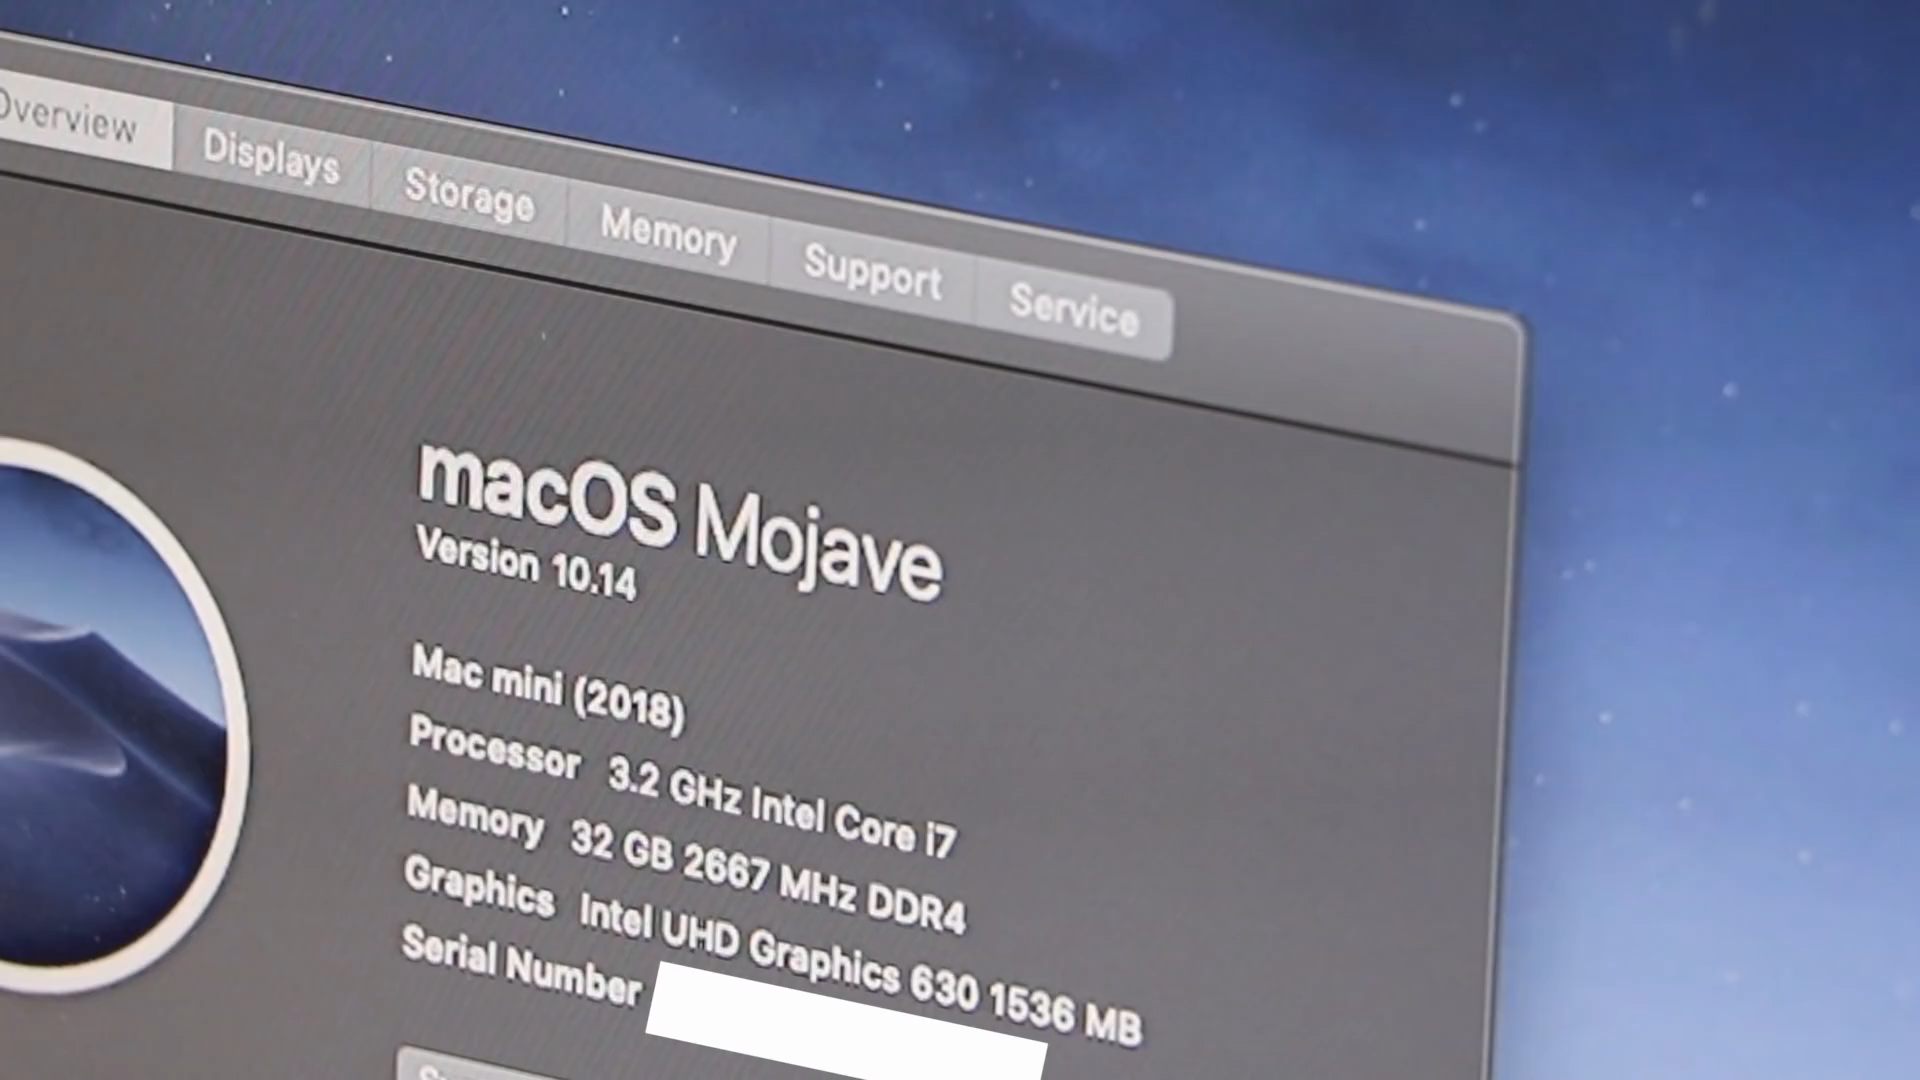 Overview Displays Storage Memory Support Service
macOS Mojave
Version 10.14
Mac mini (2018)
Processor 3.2 GHz Intel Core i7
Memory 32 GB 2667 MHz DDR4
Graphics Intel UHD Graphics 630 1536 MB
Serial Number